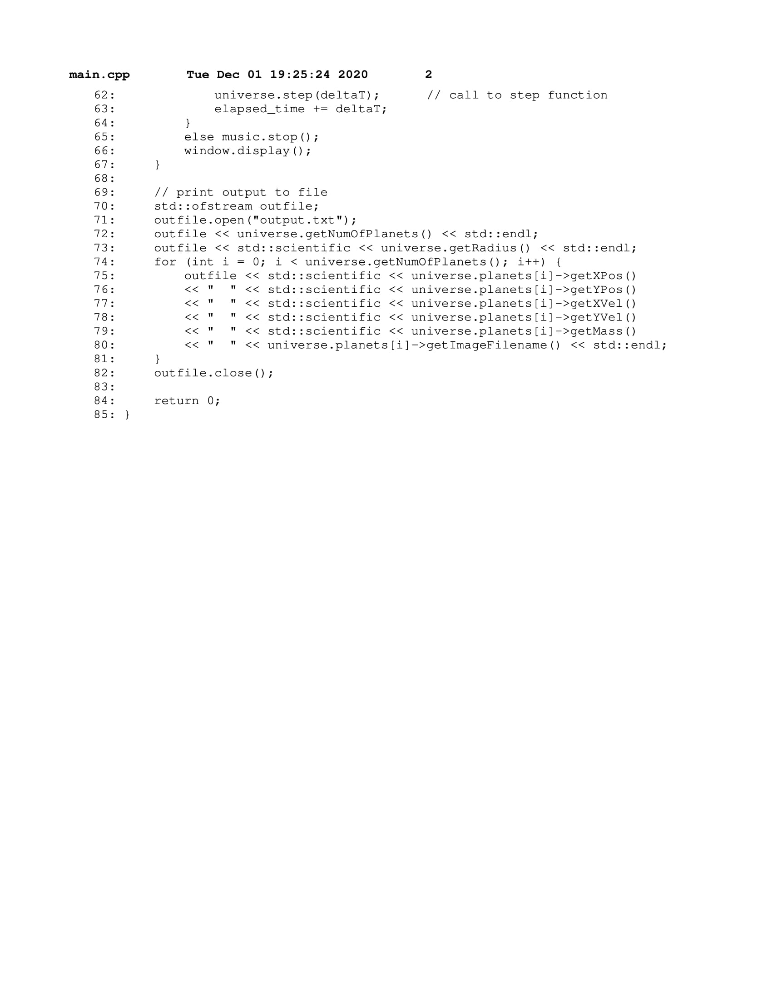 main.cpp        Tue Dec 01 19:25:24 2020        2
62:             universe.step(deltaT);      // call to step function
63:             elapsed_time += deltaT;
64:         }
65:         else music.stop();
66:         window.display();
67:     }
68:
69:     // print output to file
70:     std::ofstream outfile;
71:     outfile.open("output.txt");
72:     outfile << universe.getNumOfPlanets() << std::endl;
73:     outfile << std::scientific << universe.getRadius() << std::endl;
74:     for (int i = 0; i < universe.getNumOfPlanets(); i++) {
75:         outfile << std::scientific << universe.planets[i]->getXPos()
76:         << "  " << std::scientific << universe.planets[i]->getYPos()
77:         << "  " << std::scientific << universe.planets[i]->getXVel()
78:         << "  " << std::scientific << universe.planets[i]->getYVel()
79:         << "  " << std::scientific << universe.planets[i]->getMass()
80:         << "  " << universe.planets[i]->getImageFilename() << std::endl;
81:     }
82:     outfile.close();
83:
84:     return 0;
85: }